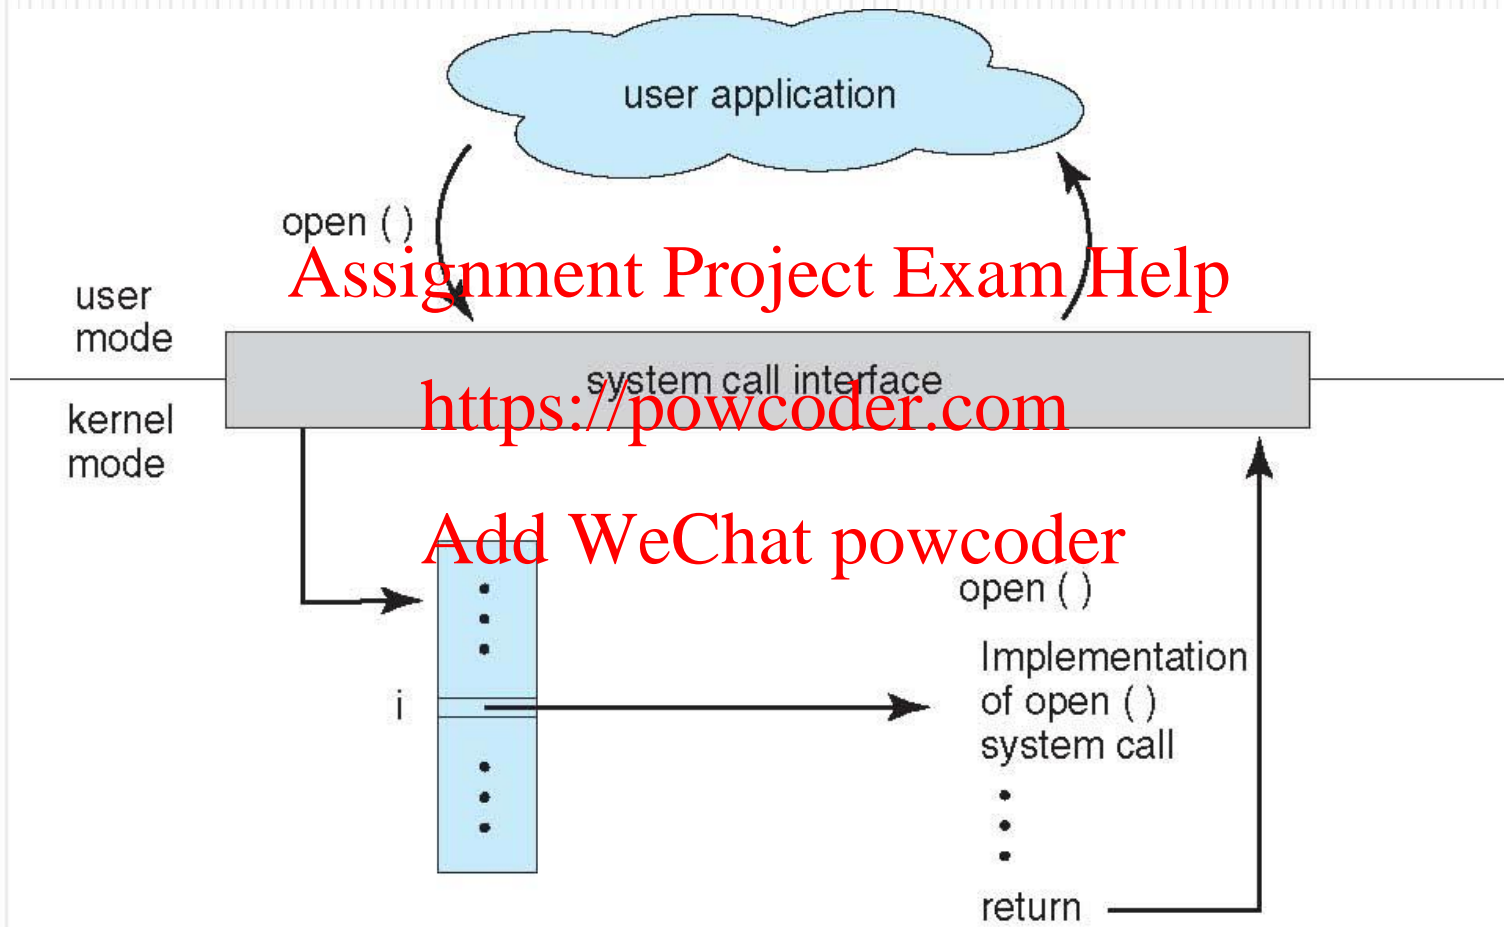 user application
open ( )
Assignment Project Exam Help
user
mode
system call interface
https://powcoder.com
kernel
mode
Add WeChat powcoder
open ( )
Implementation
of open ( )
system call
i
return